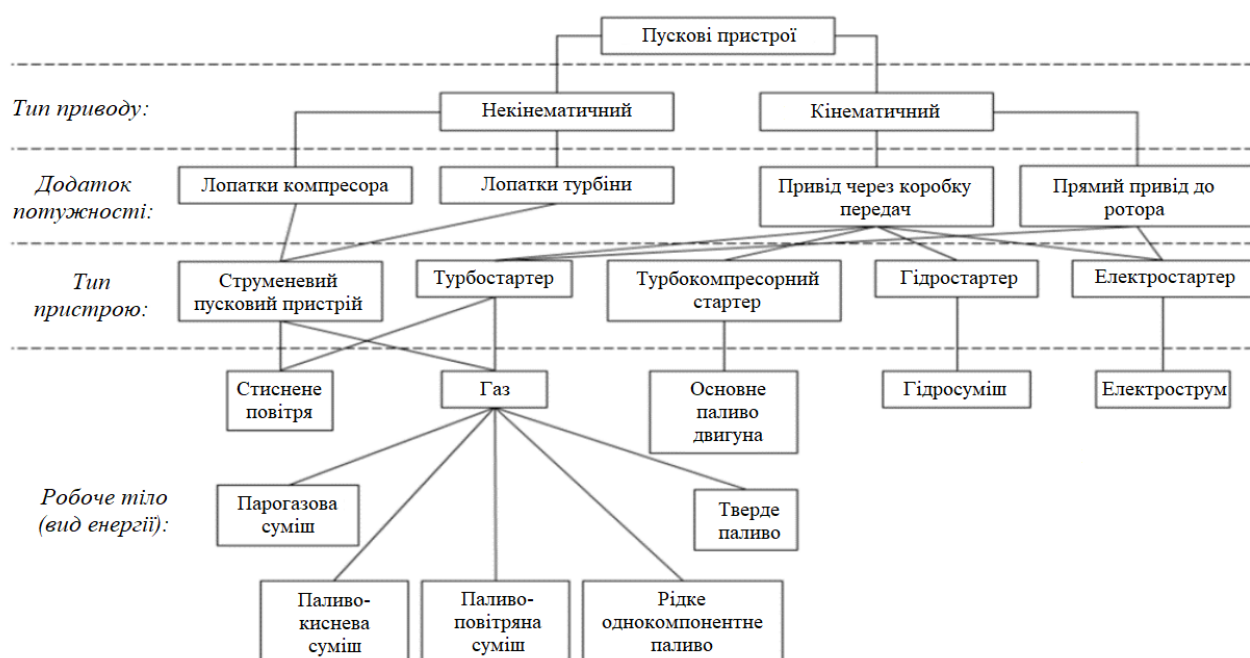 Пускові пристрої
Тип приводу:
Некінематичний
Кінематичний
Додаток
потужності:
Лопатки компресора
Лопатки турбіни
Привід через коробку
передач
Прямий привід до
ротора
Тип
пристрою:
Струменевий
пусковий пристрій
Турбостартер
Турбокомпресорний
стартер
Гідростартер
Електростартер
Стиснене
повітря
Газ
Основне
паливо
двигуна
Гідросуміш
Електрострум
Робоче тіло
(вид енергії):
Парогазова
суміш
Тверде
паливо
Паливо-
киснева
суміш
Паливо-
повітряна
суміш
Рідке
однокомпонентне
паливо